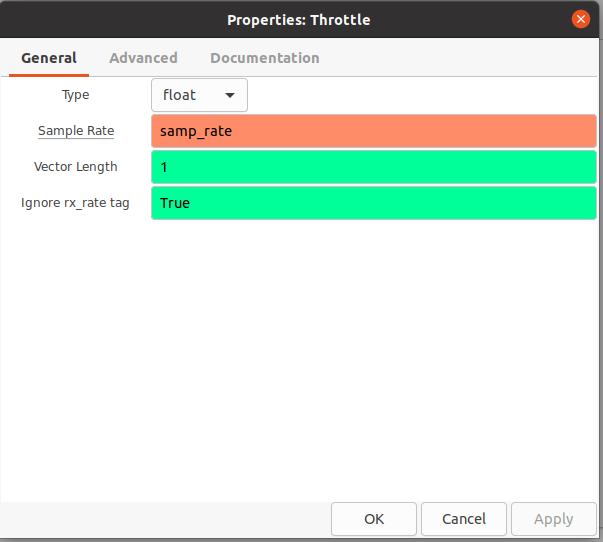 Properties: Throttle
General Advanced Documentation
Type float
Sample Rate samp_rate
Vector Length 1
Ignore rx_rate tag True
OK Cancel Apply